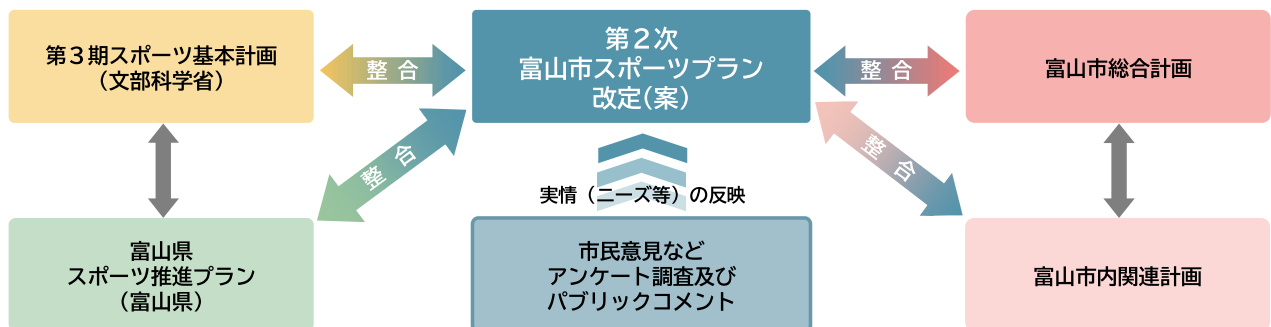 第３期スポーツ基本計画
（文部科学省）
整 合
第２次
富山市スポーツプラン
改定（案）
整 合
富山市総合計画
整 合
整 合
実情（ニーズ等）の反映
富山県
スポーツ推進プラン
（富山県）
市民意見など
アンケート調査及び
パブリックコメント
富山市内関連計画